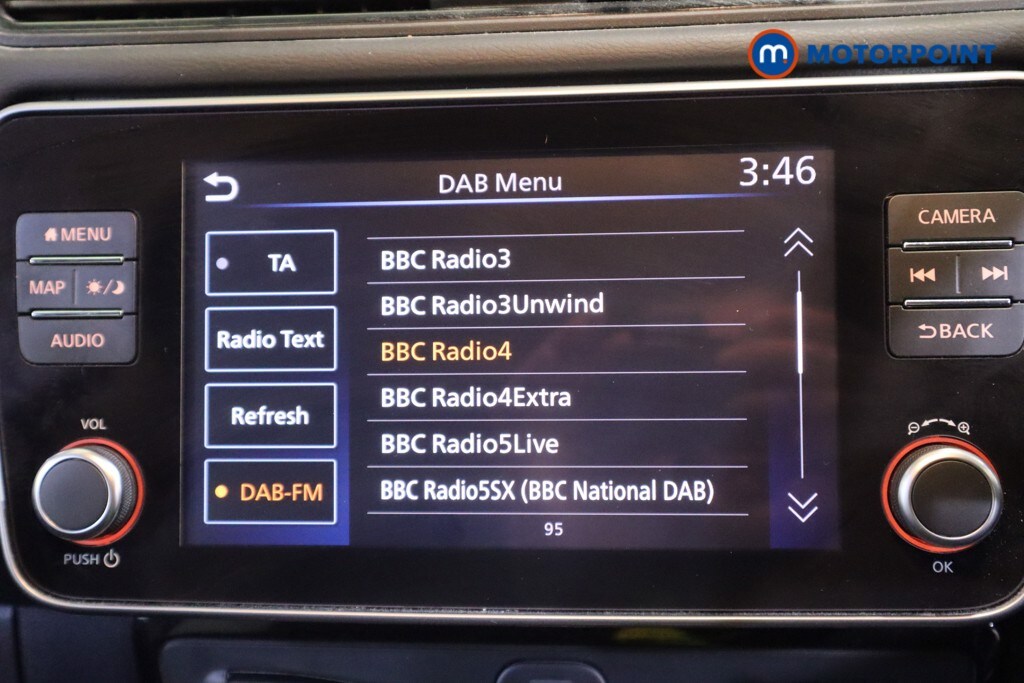 m MOTORPOINT
DAB Menu
3:46
MENU
MAP
AUDIO
VOL
PUSH
TA
Radio Text
Refresh
DAB-FM
BBC Radio3
BBC Radio3Unwind
BBC Radio4
BBC Radio4Extra
BBC Radio5Live
BBC Radio5SX (BBC National DAB)
95
CAMERA
BACK
OK